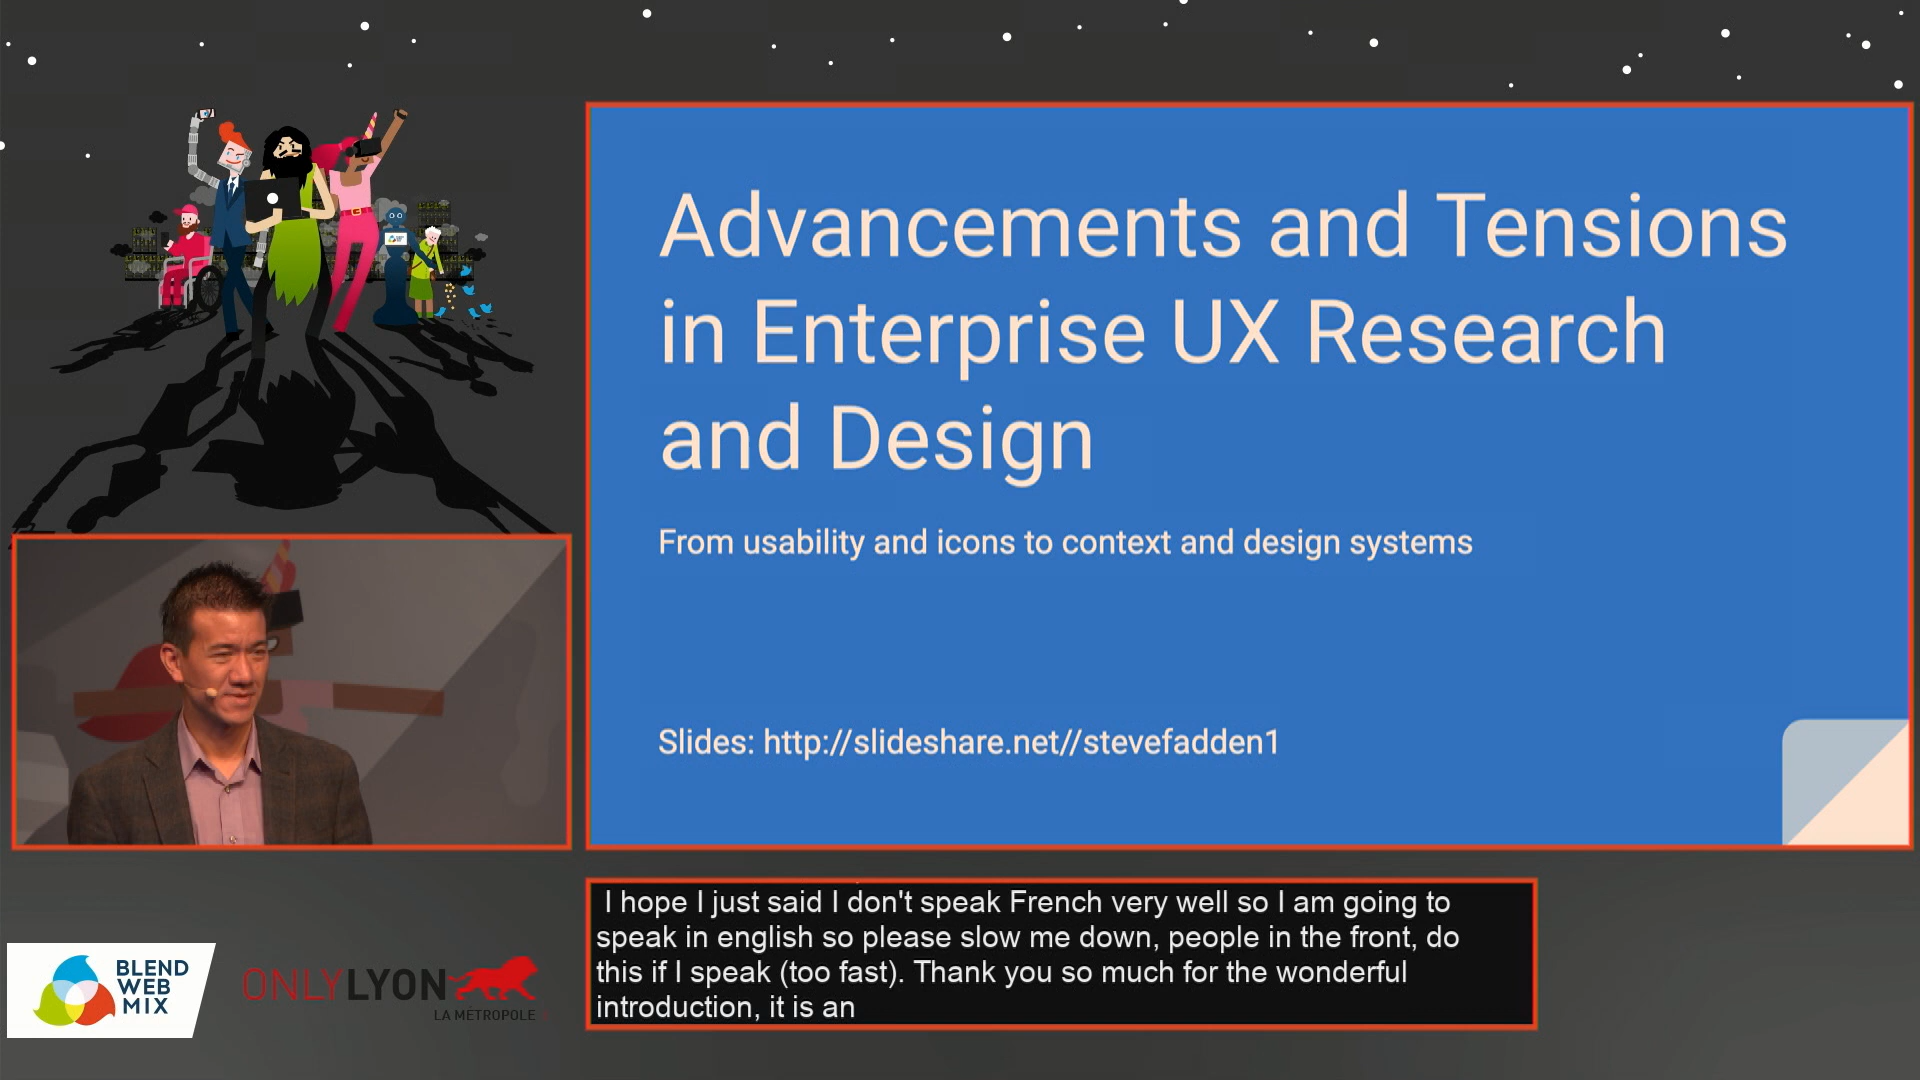 Advancements and Tensions
in Enterprise UX Research
and Design
From usability and icons to context and design systems
Slides: http://slideshare.net//stevefadden1
I hope I just said I don't speak French very well so I am going to
speak in english so please slow me down, people in the front, do
this if I speak (too fast). Thank you so much for the wonderful
introduction, it is an
BLEND
WEB
MIX
ONLYLYON
LA MÉTROPOLE